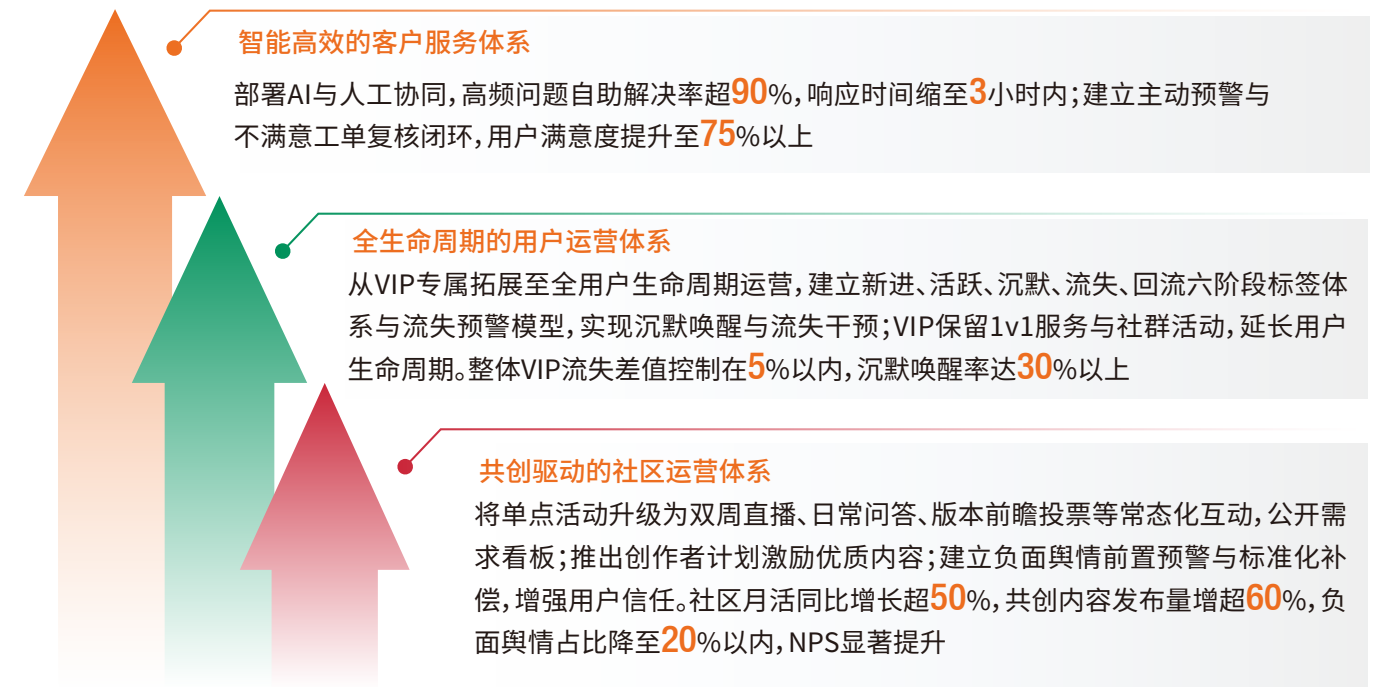 智能高效的客户服务体系
部署AI与人工协同,高频问题自助解决率超90%,响应时间缩至3小时内;建立主动预警与
不满意工单复核闭环,用户满意度提升至75%以上
全生命周期的用户运营体系
从VIP专属拓展至全用户生命周期运营,建立新进、活跃、沉默、流失、回流六阶段标签体
系与流失预警模型,实现沉默唤醒与流失干预;VIP保留1v1服务与社群活动,延长用户
生命周期。整体VIP流失差值控制在5%以内,沉默唤醒率达30%以上
共创驱动的社区运营体系
将单点活动升级为双周直播、日常问答、版本前瞻投票等常态化互动,公开需
求看板;推出创作者计划激励优质内容;建立负面舆情前置预警与标准化补
偿,增强用户信任。社区月活同比增长超50%,共创内容发布量增超60%,负
面舆情占比降至20%以内,NPS显著提升